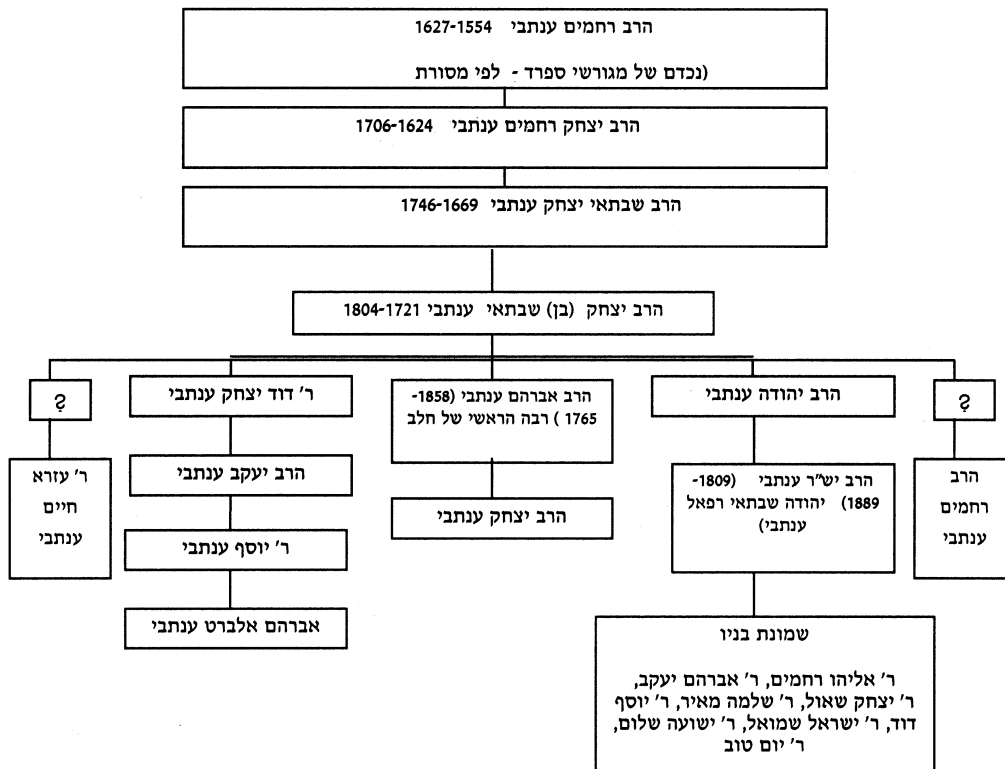 הרב רחמים ענתבי 1627-1554
(נכדם של מגורשי ספרד - לפי מסורת
הרב יצחק רחמים ענתבי 1706-1624
הרב שבתאי יצחק ענתבי 1746-1669
הרב יצחק (בן) שבתאי ענתבי 1804-1721
?
הרב
רחמים
ענתבי
הרב יהודה ענתבי
הרב יש"ר ענתבי (1809-
1889) יהודה שבתאי רפאל
ענתבי)
שמונת בניו
ר' אליהו רחמים, ר' אברהם יעקב,
ר' יצחק שאול, ר' שלמה מאיר, ר' יוסף
דוד, ר' ישראל שמואל, ר' ישועה שלום,
ר' יום טוב
הרב אברהם ענתבי (1858-
1765 ) רבה הראשי של חלב
הרב יצחק ענתבי
ר' דוד יצחק ענתבי
הרב יעקב ענתבי
ר' יוסף ענתבי
אברהם אלברט ענתבי
?
ר' עזרא
חיים
ענתבי